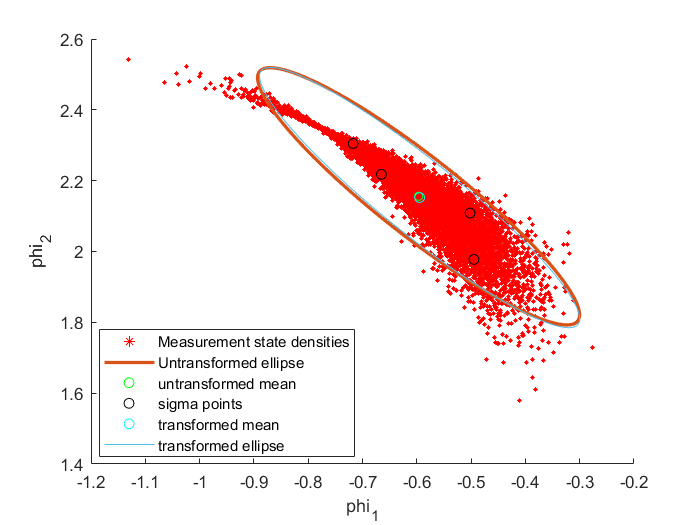 2.6
2.4
2.2
2
1.8
1.6
1.4
phi2
Measurement state densities
Untransformed ellipse
untransformed mean
sigma points
transformed mean
transformed ellipse
-1.2 -1.1 -1 -0.9 -0.8 -0.7 -0.6 -0.5 -0.4 -0.3 -0.2
phi1